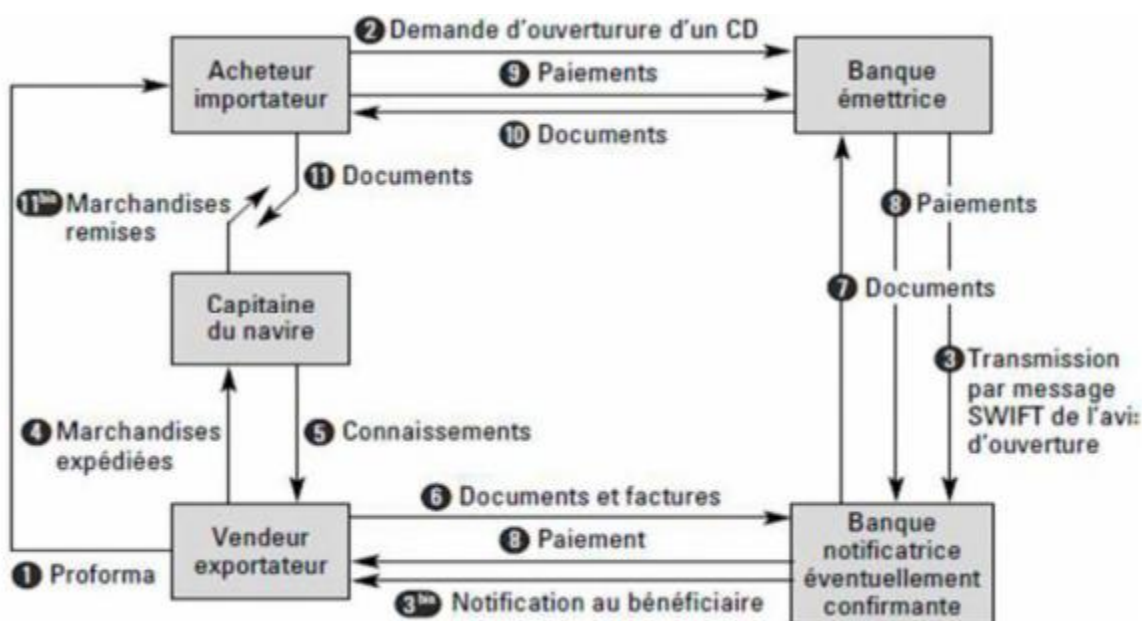 2 Demande d'ouverturure d'un CD
Acheteur
importateur
9 Paiements
Banque
émettrice
10 Documents
11 Documents
11bis Marchandises
remises
8 Paiements
Capitaine
du navire
7 Documents
3 Transmission
par message
SWIFT de l'avis
d'ouverture
4 Marchandises
expédiées
5 Connaissements
6 Documents et factures
Vendeur
exportateur
8 Paiement
Banque
notificatrice
éventuellement
confirmante
1 Proforma
3bis Notification au bénéficiaire